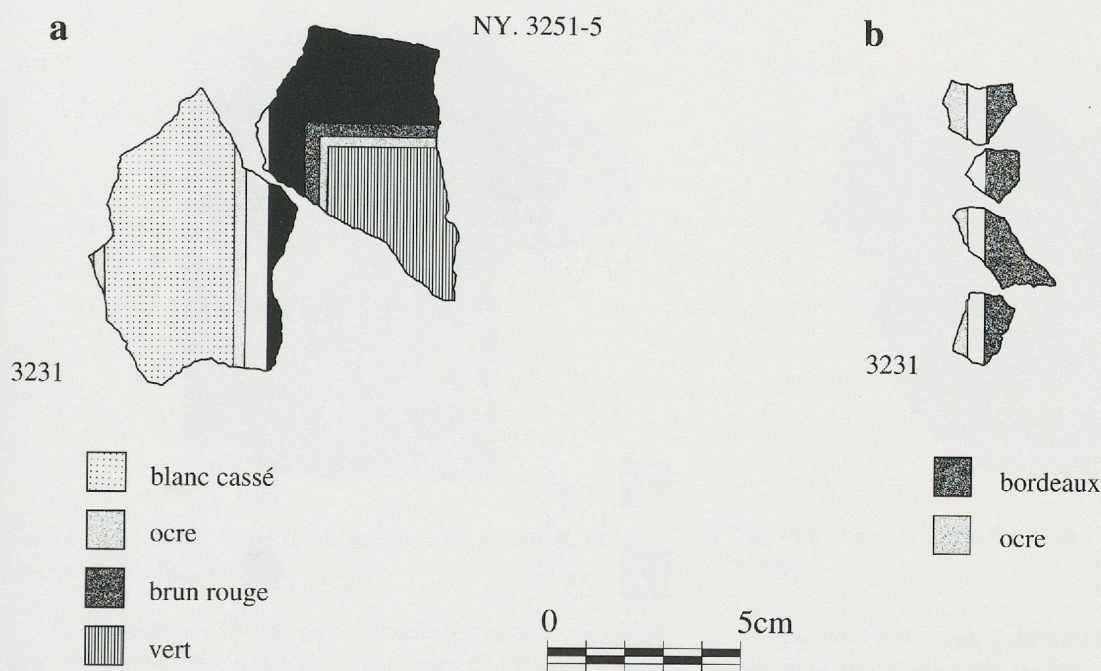 a
NY. 3251-5
b
3231
3231
blanc cassé
ocre
brun rouge
vert
bordeaux
ocre
0 5cm